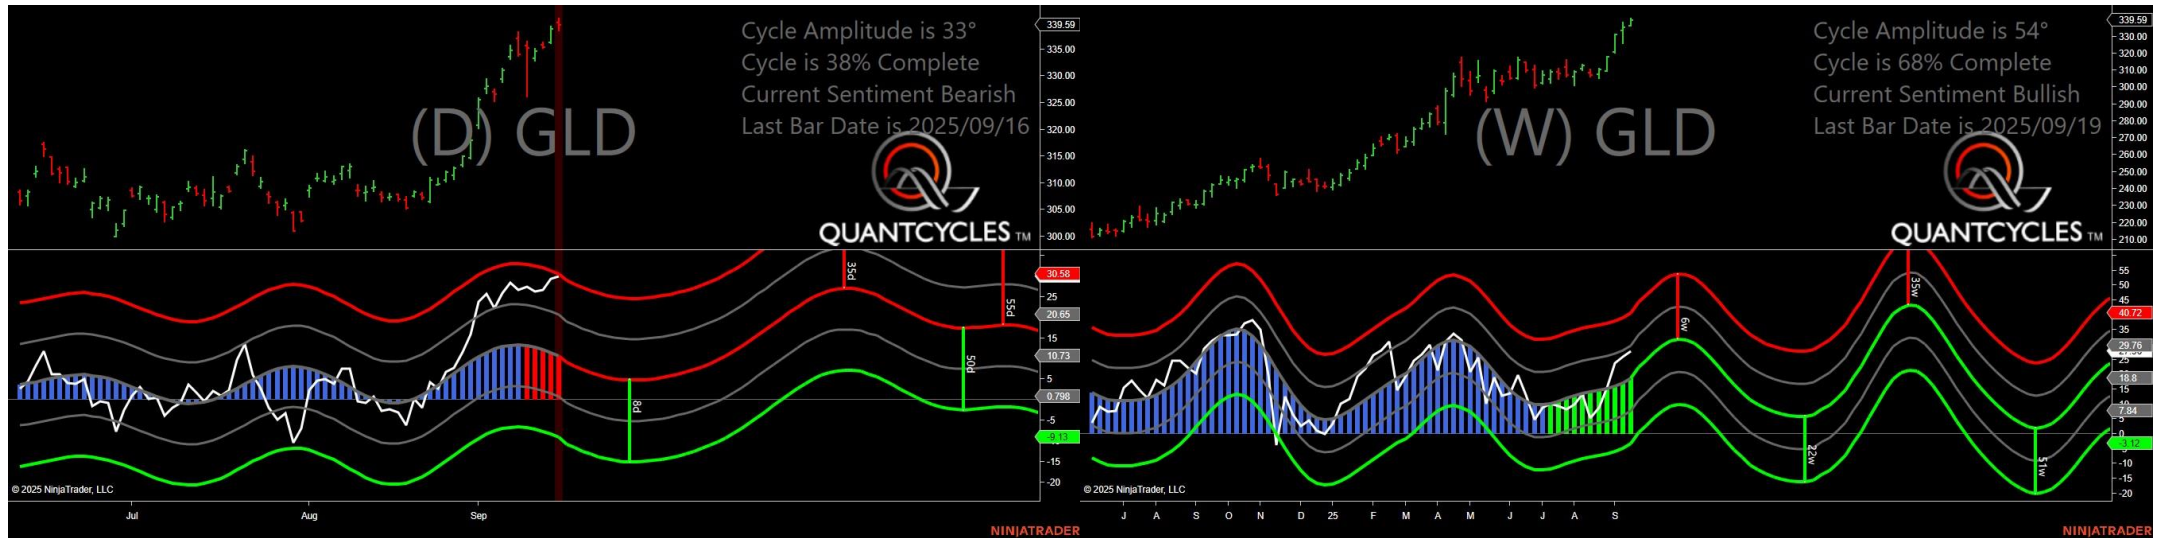 Cycle Amplitude is 33°
Cycle is 38% Complete
Current Sentiment Bearish
Last Bar Date is 2025/09/16
(D) GLD
QUANTCYCLES TM
339.59
335.00
330.00
325.00
320.00
315.00
310.00
305.00
300.00
35d
55d
50d
8d
30.58
25
20.65
15
10.73
5
0.798
-5
-9.13
-15
-20
© 2025 NinjaTrader, LLC
Jul
Aug
Sep
NINJATRADER
Cycle Amplitude is 54°
Cycle is 68% Complete
Current Sentiment Bullish
Last Bar Date is 2025/09/19
(W) GLD
QUANTCYCLES TM
339.59
330.00
320.00
310.00
300.00
290.00
280.00
270.00
260.00
250.00
240.00
230.00
220.00
210.00
6w
35w
22w
51w
55
50
45
40.72
35
29.76
25
18.8
15
7.84
5
0
-3.12
-10
-15
-20
© 2025 NinjaTrader, LLC
J
A
S
O
N
D
25
F
M
A
M
J
J
A
S
NINJATRADER